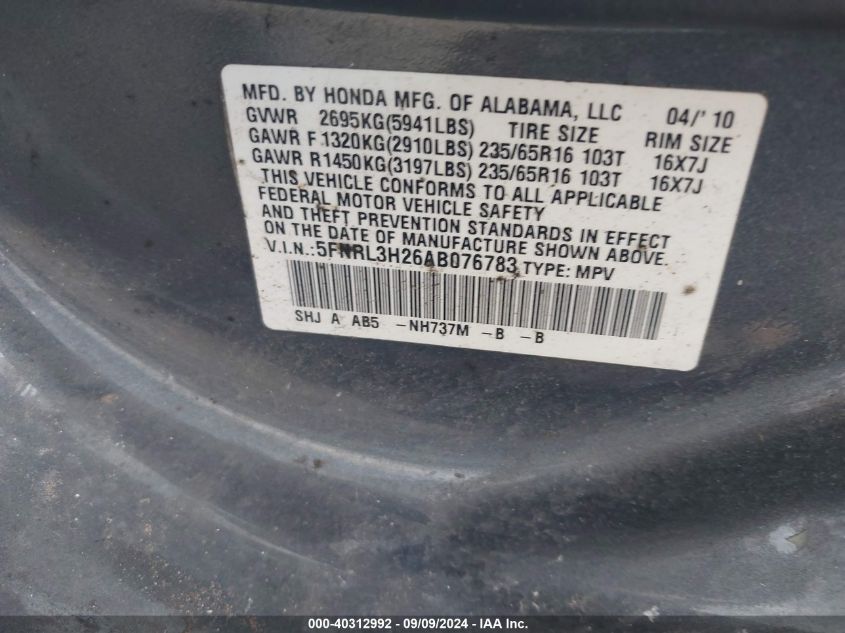 MFD. BY HONDA MFG. OF ALABAMA, LLC 04/'10
GVWR 2695KG(5941LBS) TIRE SIZE RIM SIZE
GAWR F 1320KG(2910LBS) 235/65R16 103T 16X7J
GAWR R1450KG(3197LBS) 235/65R16 103T 16X7J
THIS VEHICLE CONFORMS TO ALL APPLICABLE
FEDERAL MOTOR VEHICLE SAFETY
AND THEFT PREVENTION STANDARDS IN EFFECT
ON THE DATE OF MANUFACTURE SHOWN ABOVE.
V.I.N.:5FNRL3H26AB076783 TYPE: MPV
SHJ A AB5 -NH737M -B -B
000-40312992 - 09/09/2024 - IAA Inc.